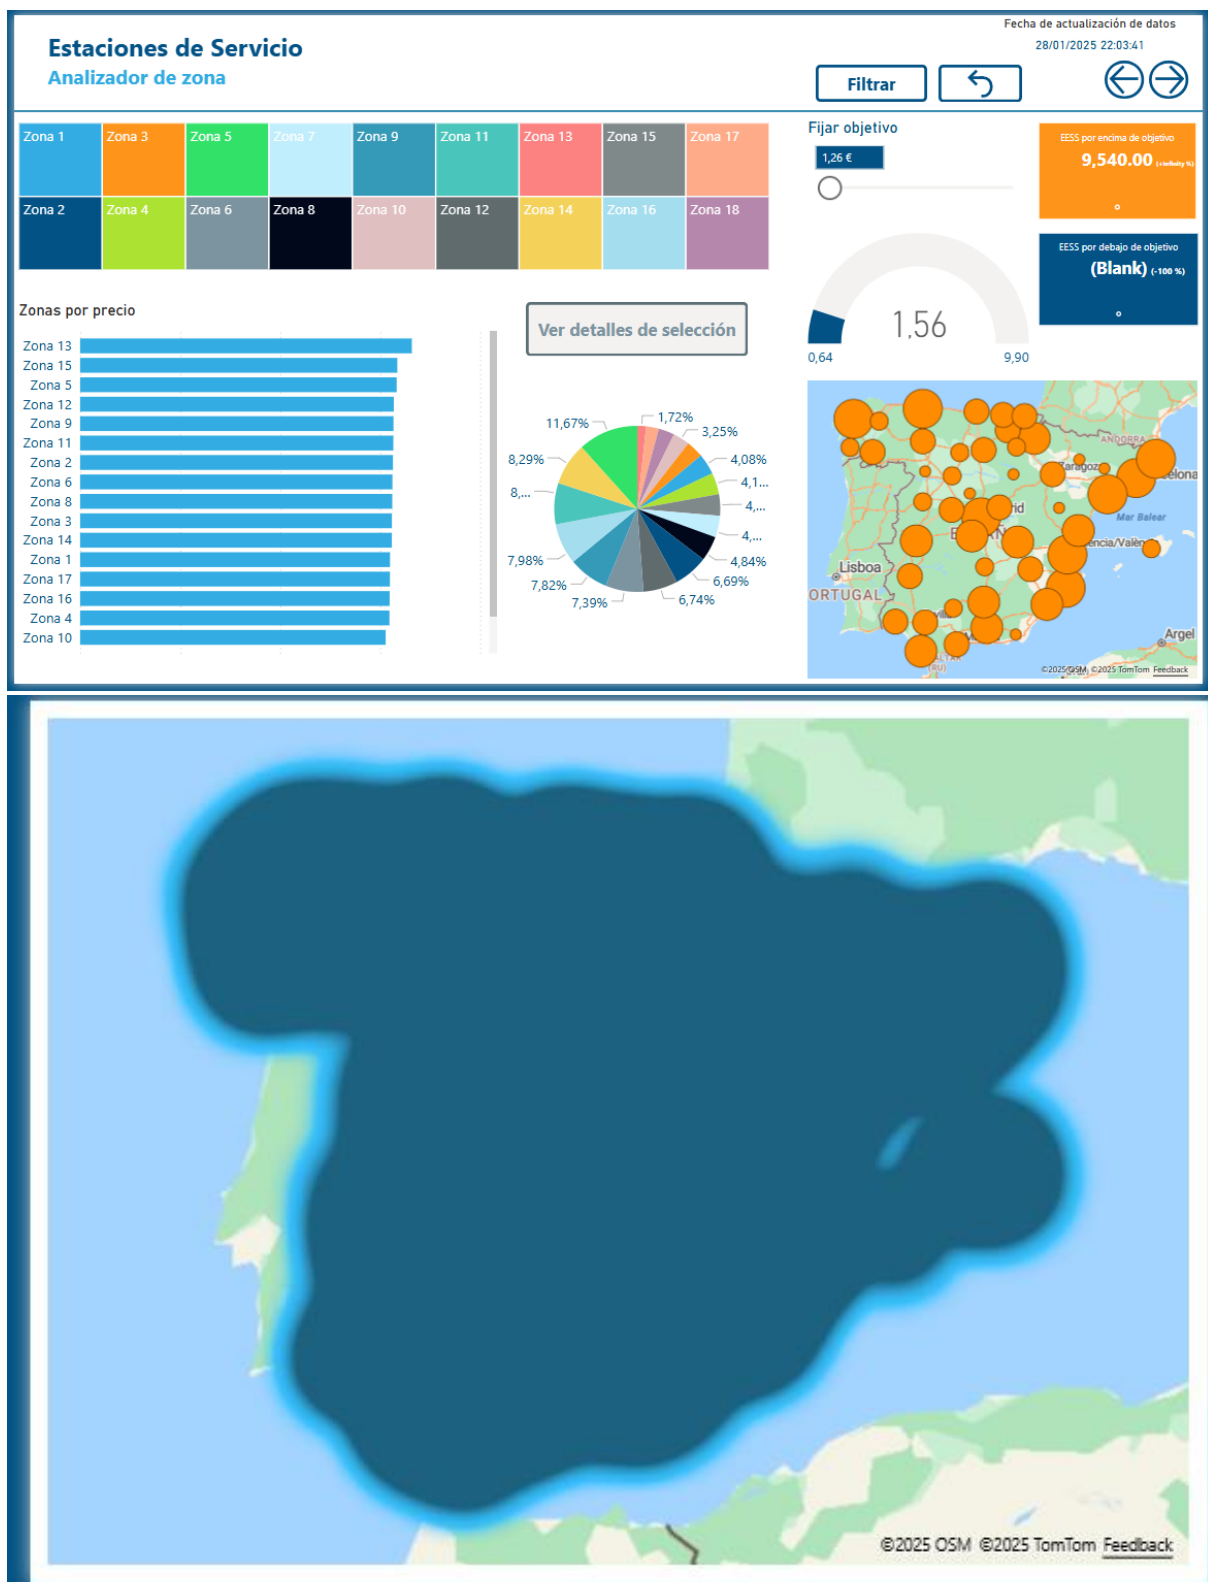 Fecha de actualización de datos
28/01/2025 22:03:41
Estaciones de Servicio
Analizador de zona
Filtrar
Zona 1
Zona 3
Zona 5
Zona 7
Zona 9
Zona 11
Zona 13
Zona 15
Zona 17
Zona 2
Zona 4
Zona 6
Zona 8
Zona 10
Zona 12
Zona 14
Zona 16
Zona 18
Fijar objetivo
1,26 €
EESS por encima de objetivo
9,540.00 (+Infinity %)
EESS por debajo de objetivo
(Blank) (-100 %)
1,56
0,64
9,90
Zonas por precio
Zona 13
Zona 15
Zona 5
Zona 12
Zona 9
Zona 11
Zona 2
Zona 6
Zona 8
Zona 3
Zona 14
Zona 1
Zona 17
Zona 16
Zona 4
Zona 10
Ver detalles de selección
11,67%
1,72%
3,25%
8,29%
4,08%
8,...
4,1...
4,...
4,...
7,98%
4,84%
7,82%
6,69%
7,39%
6,74%
ANDORRA
Zaragoz
elona
rid
Mar Balear
encia/Valèn
Lisboa
ORTUGAL
Argel
(RU)
©2025 OSM ©2025 TomTom Feedback
©2025 OSM ©2025 TomTom Feedback